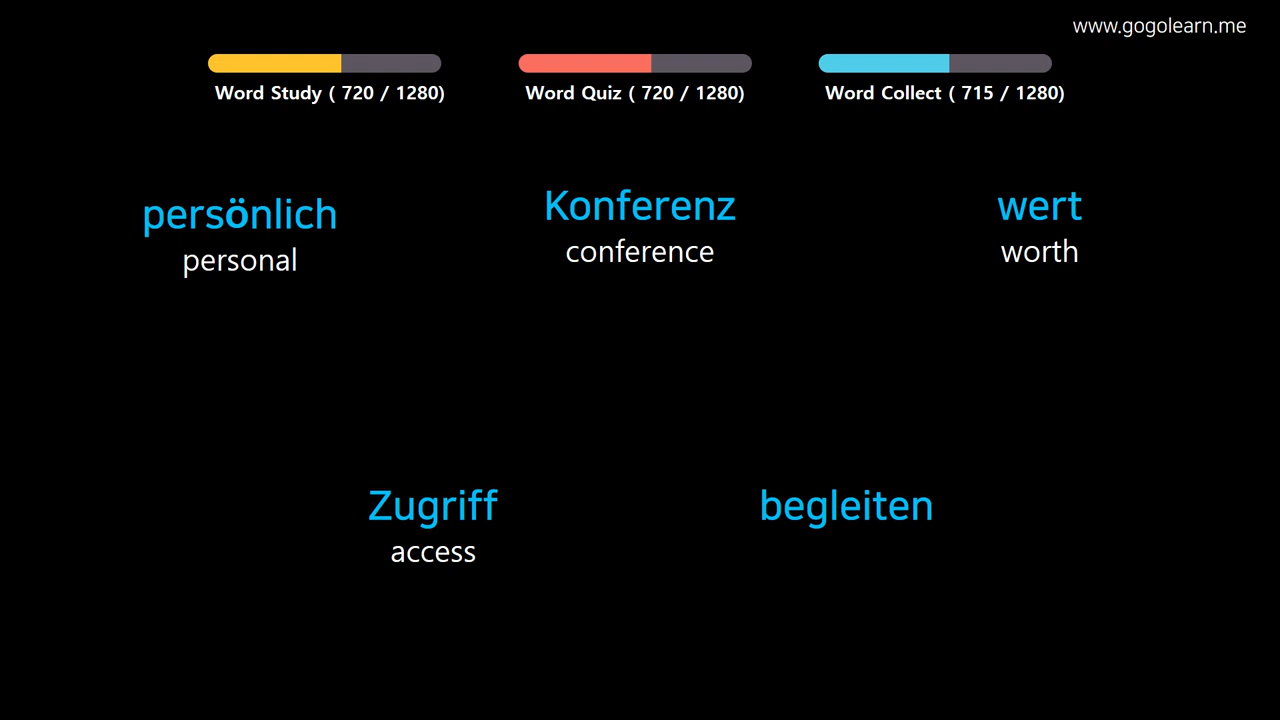 www.gogolearn.me
Word Study ( 720 / 1280)
Word Quiz ( 720 / 1280)
Word Collect ( 715 / 1280)
persönlich
personal
Konferenz
conference
wert
worth
Zugriff
access
begleiten